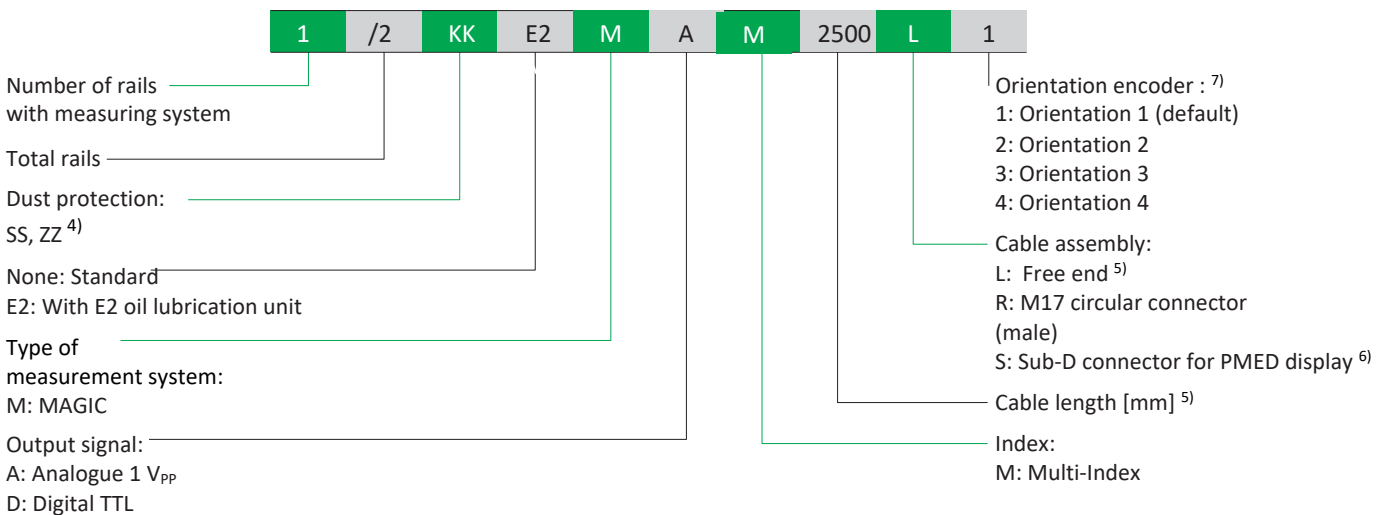 1 /2 KK E2 M A M 2500 L 1
Number of rails
with measuring system
Total rails
Dust protection:
SS, ZZ 4)
None: Standard
E2: With E2 oil lubrication unit
Type of
measurement system:
M: MAGIC
Output signal:
A: Analogue 1 VPP
D: Digital TTL
Orientation encoder : 7)
1: Orientation 1 (default)
2: Orientation 2
3: Orientation 3
4: Orientation 4
Cable assembly:
L: Free end 5)
R: M17 circular connector
(male)
S: Sub-D connector for PMED display 6)
Cable length [mm] 5)
Index:
M: Multi-Index